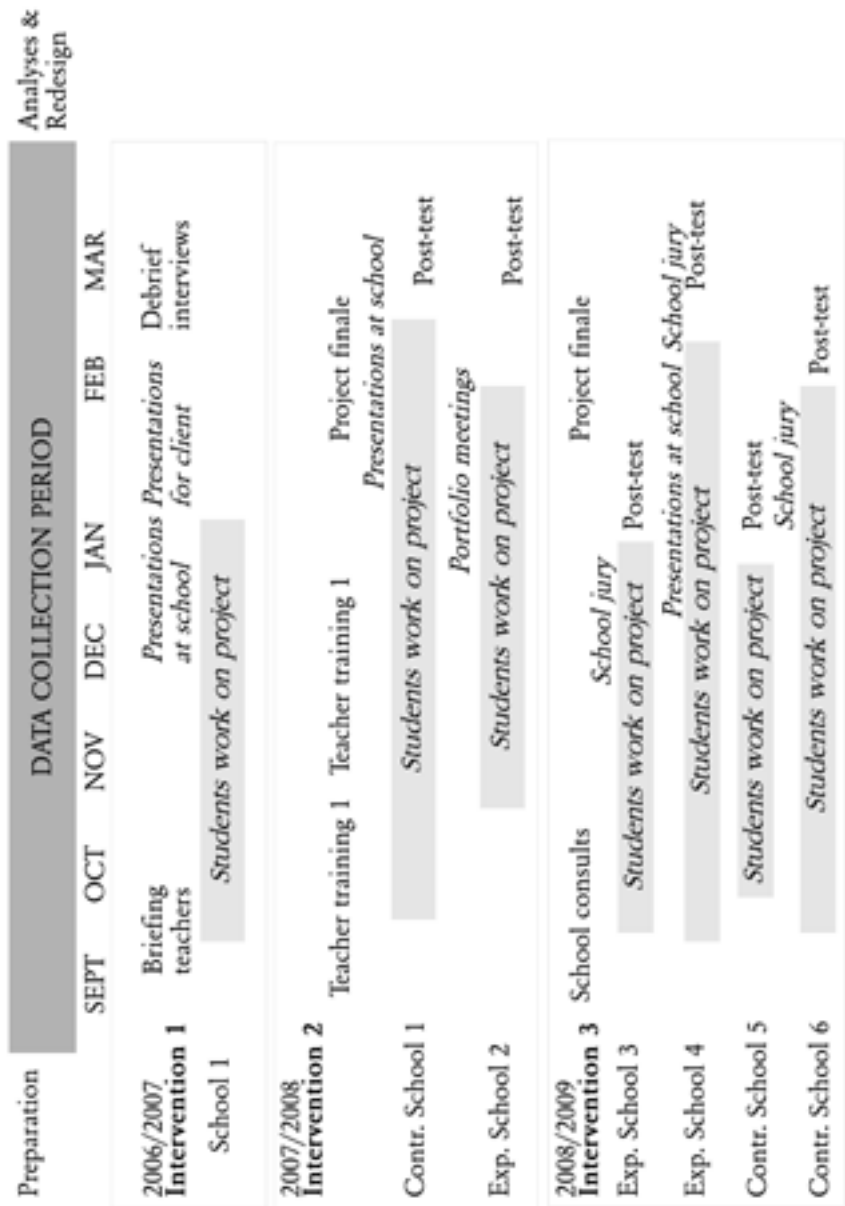 Preparation
DATA COLLECTION PERIOD
Analyses &
Redesign
SEPT OCT NOV DEC JAN FEB MAR
2006/2007
Intervention 1
Briefing
teachers
Presentations
at school
Presentations
for client
Debrief
interviews
School 1
Students work on project
2007/2008
Intervention 2
Teacher training 1
Teacher training 1
Project finale
Presentations at school
Contr. School 1
Students work on project
Post-test
Portfolio meetings
Exp. School 2
Students work on project
Post-test
2008/2009
Intervention 3
School consults
Project finale
School jury
Exp. School 3
Students work on project
Post-test
Presentations at school
School jury
Exp. School 4
Students work on project
Post-test
Contr. School 5
Students work on project
Post-test
School jury
Contr. School 6
Students work on project
Post-test